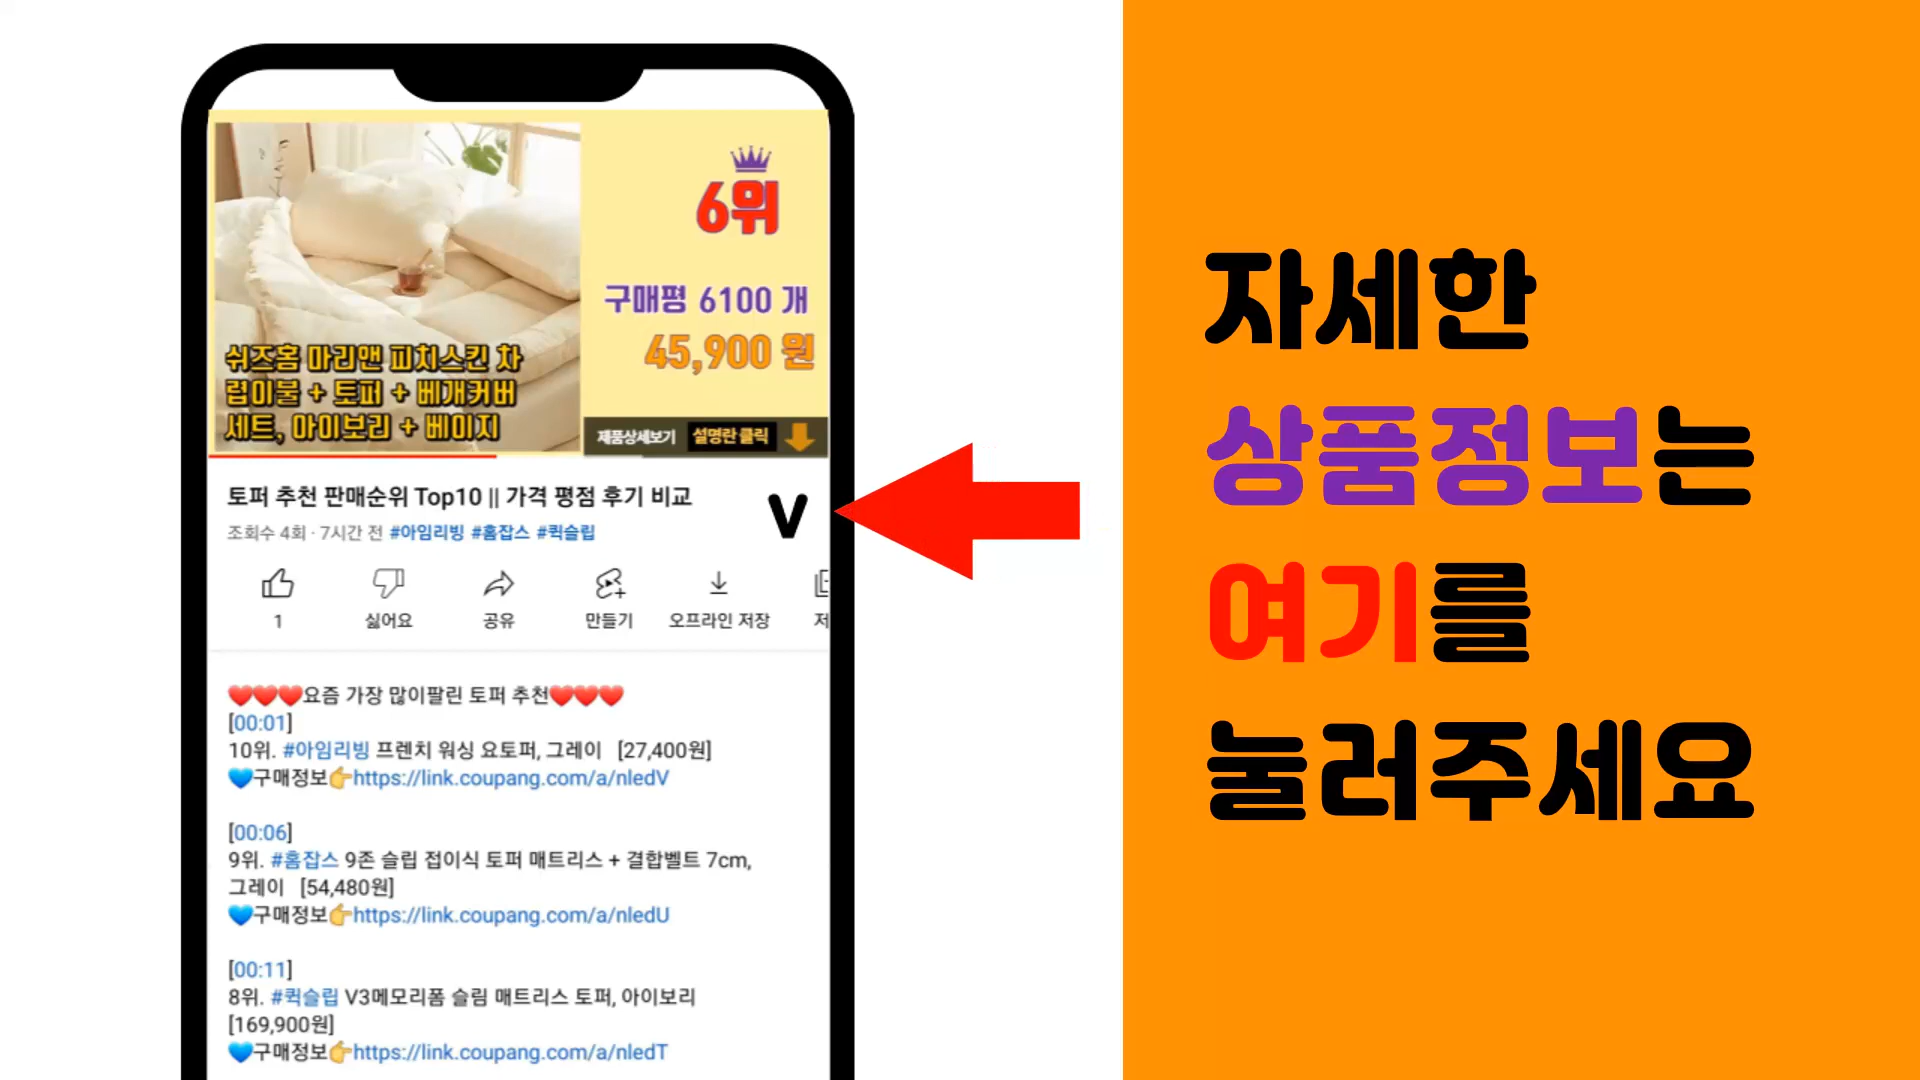 6위
구매평 6100 개
45,900 원
쉬즈홈 마리앤 피치스킨 차
렵이불 + 토퍼 + 베개커버
세트, 아이보리 + 베이지
제품상세보기 설명란 클릭
토퍼 추천 판매순위 Top10 || 가격 평점 후기 비교
V
조회수 4회 · 7시간 전 #아임리빙 #홈잡스 #퀵슬립
1 싫어요 공유 만들기 오프라인 저장 저
❤❤❤요즘 가장 많이팔린 토퍼 추천❤❤❤
[00:01]
10위. #아임리빙 프렌치 워싱 요토퍼, 그레이 [27,400원]
💙구매정보👉https://link.coupang.com/a/nledV
[00:06]
9위. #홈잡스 9존 슬립 접이식 토퍼 매트리스 + 결합벨트 7cm,
그레이 [54,480원]
💙구매정보👉https://link.coupang.com/a/nledU
[00:11]
8위. #퀵슬립 V3메모리폼 슬림 매트리스 토퍼, 아이보리
[169,900원]
💙구매정보👉https://link.coupang.com/a/nledT
자세한
상품정보는
여기를
눌러주세요